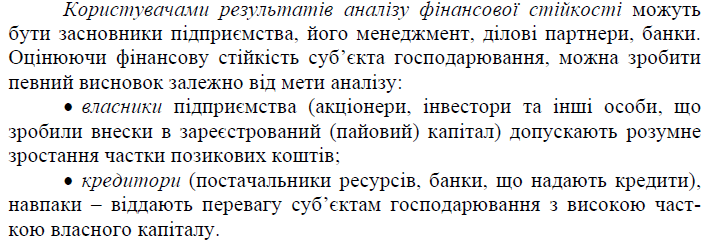 Користувачами результатів аналізу фінансової стійкості можуть
бути засновники підприємства, його менеджмент, ділові партнери, банки.
Оцінюючи фінансову стійкість суб’єкта господарювання, можна зробити
певний висновок залежно від мети аналізу:
• власники підприємства (акціонери, інвестори та інші особи, що
зробили внески в зареєстрований (пайовий) капітал) допускають розумне
зростання частки позикових коштів;
• кредитори (постачальники ресурсів, банки, що надають кредити),
навпаки – віддають перевагу суб’єктам господарювання з високою част-
кою власного капіталу.